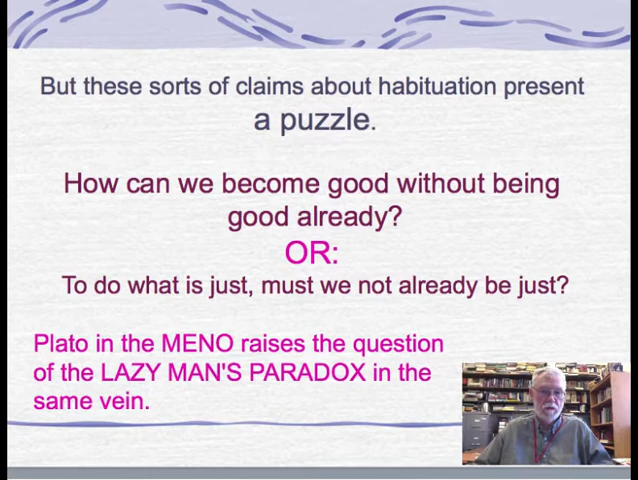 But these sorts of claims about habituation present
a puzzle.
How can we become good without being
good already?
OR:
To do what is just, must we not already be just?
Plato in the MENO raises the question
of the LAZY MAN'S PARADOX in the
same vein.